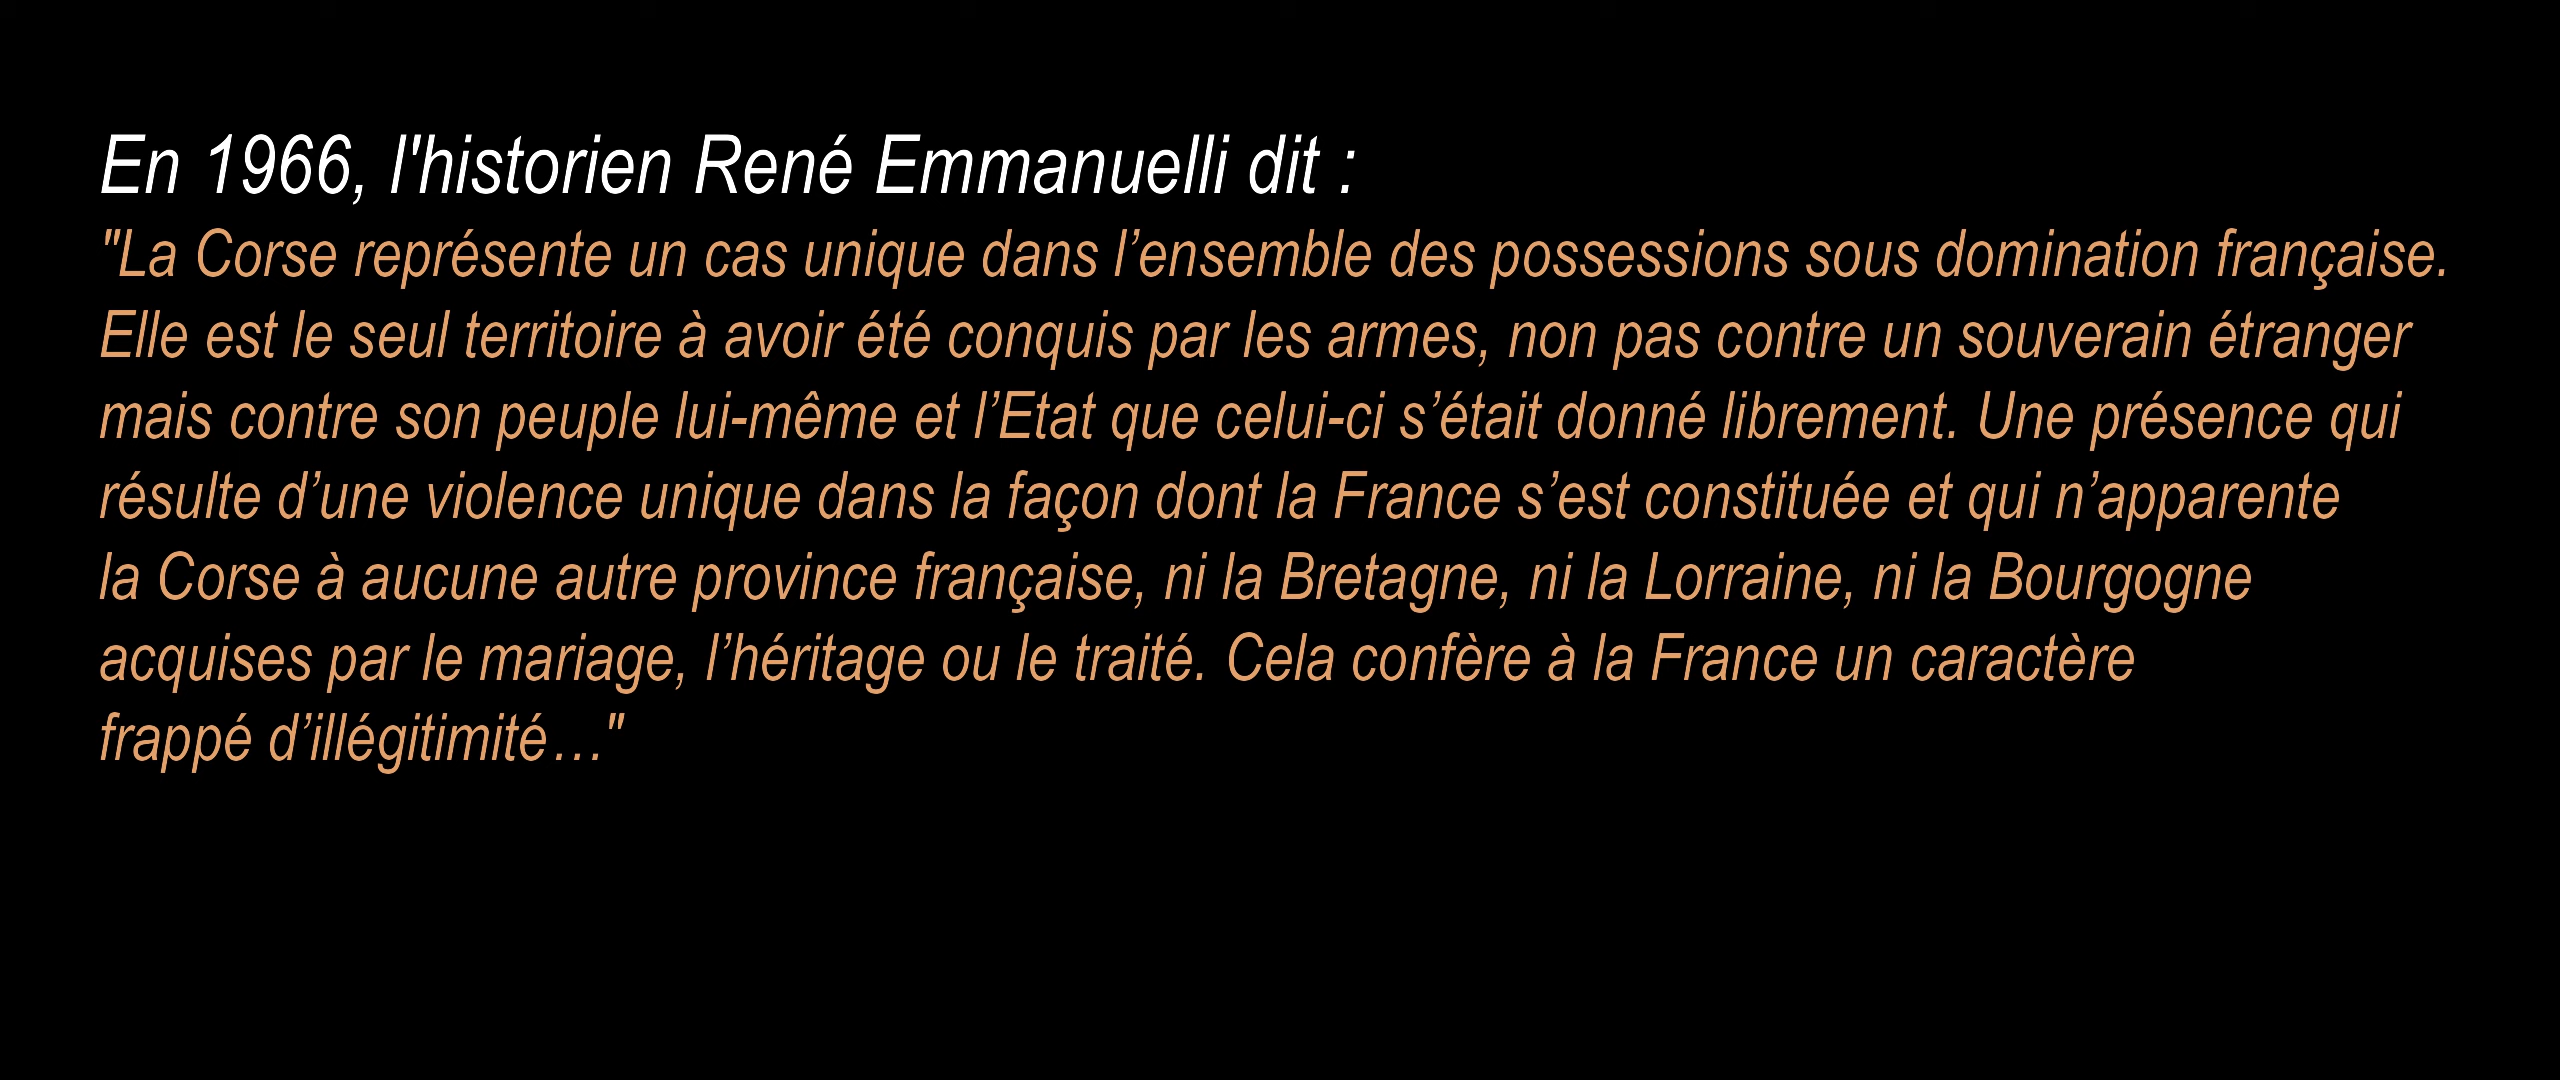 En 1966, l'historien René Emmanuelli dit :
"La Corse représente un cas unique dans l’ensemble des possessions sous domination française.
Elle est le seul territoire à avoir été conquis par les armes, non pas contre un souverain étranger
mais contre son peuple lui-même et l’Etat que celui-ci s’était donné librement. Une présence qui
résulte d’une violence unique dans la façon dont la France s’est constituée et qui n’apparente
la Corse à aucune autre province française, ni la Bretagne, ni la Lorraine, ni la Bourgogne
acquises par le mariage, l’héritage ou le traité. Cela confère à la France un caractère
frappé d’illégitimité…"